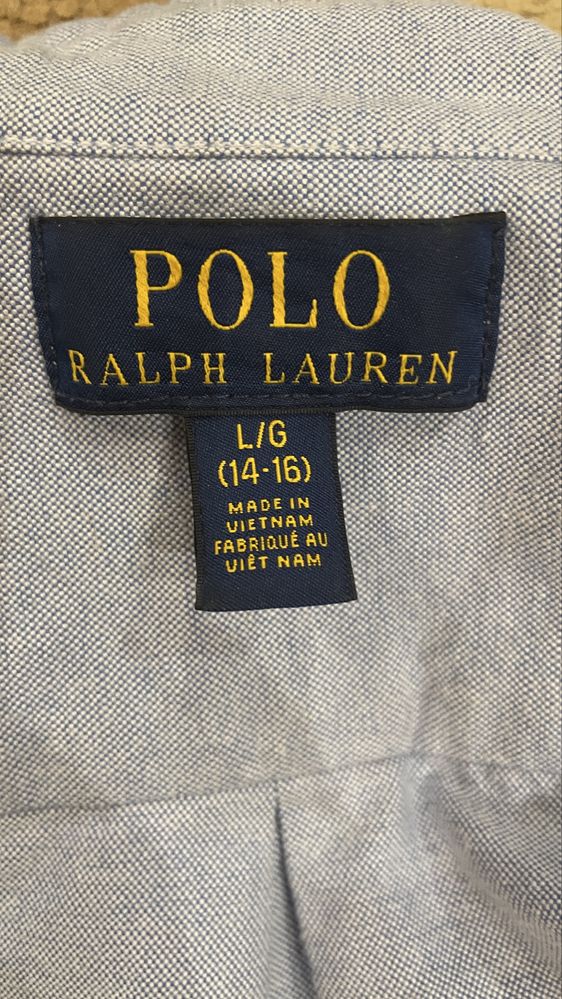 POLO
RALPH LAUREN
L/G
(14-16)
MADE IN
VIETNAM
FABRIQUÉ AU
VIÊT NAM